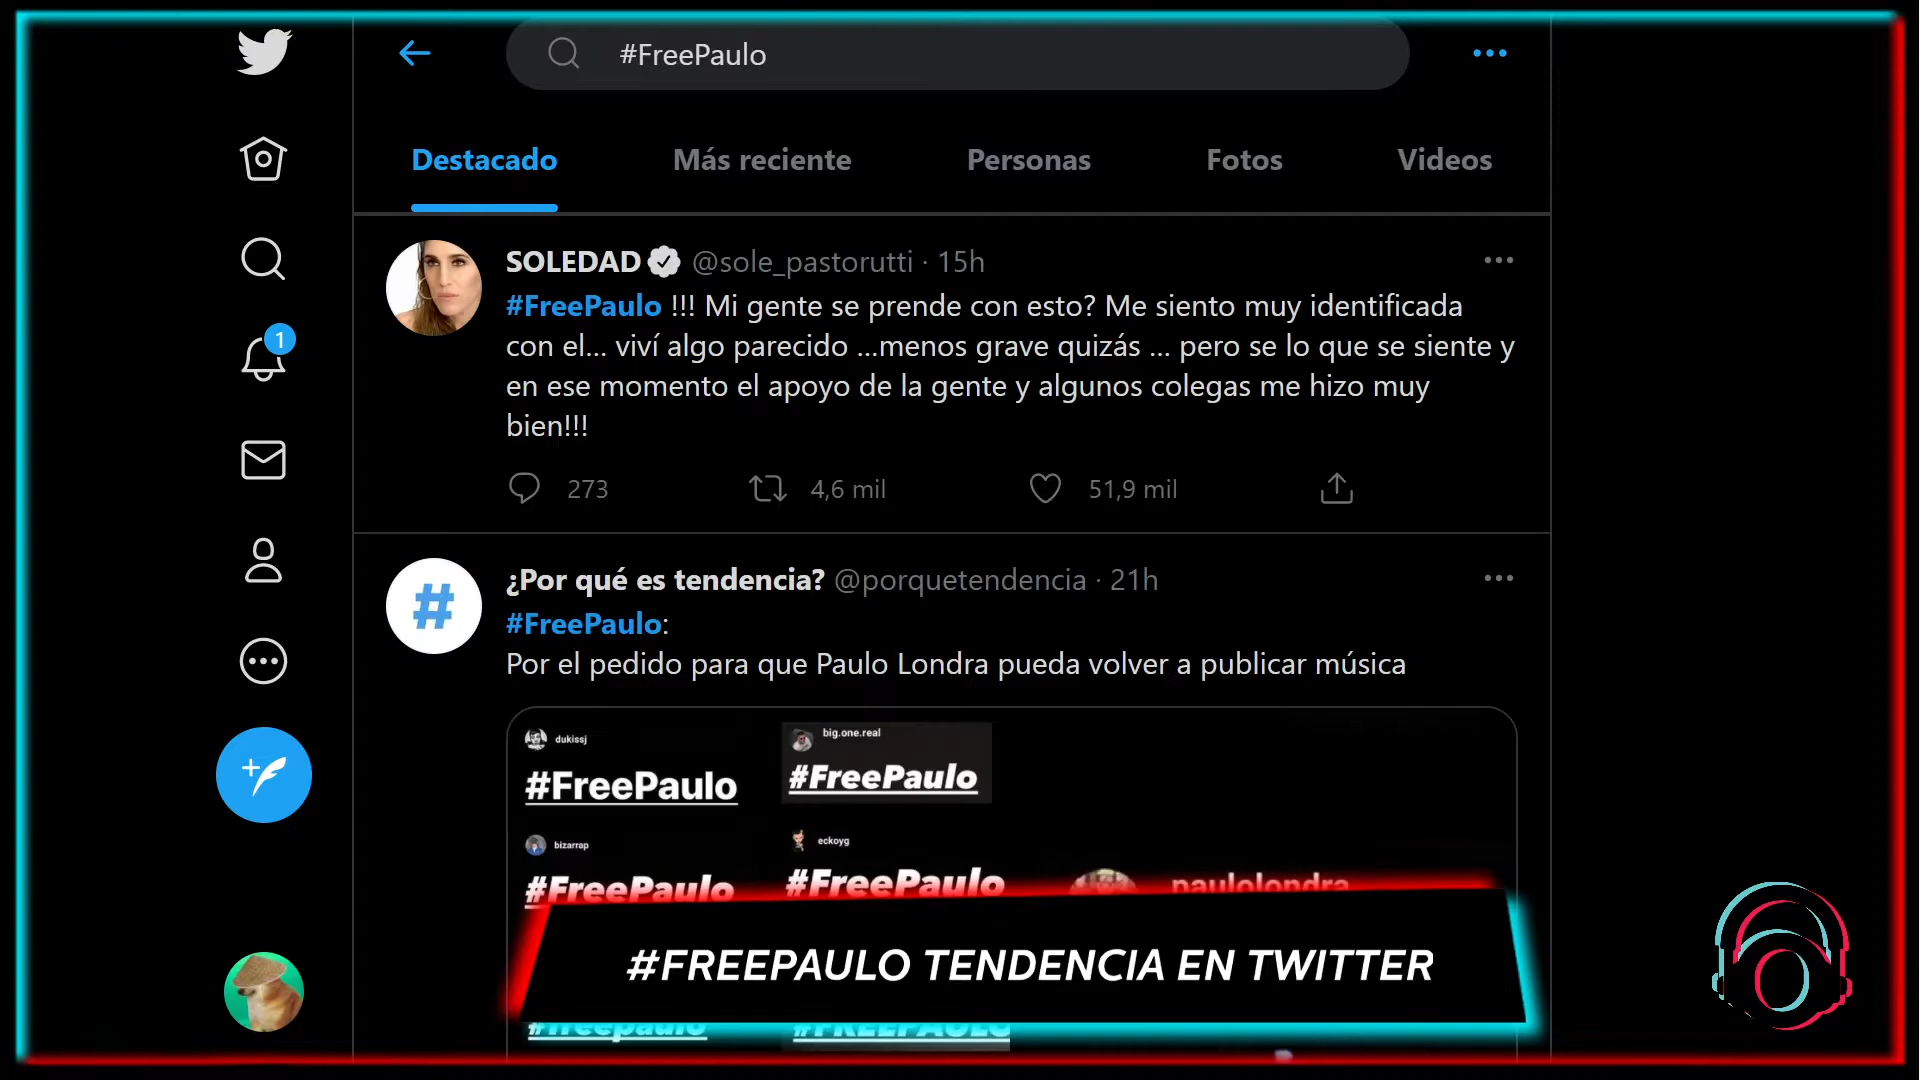 #FreePaulo
Destacado Más reciente Personas Fotos Videos
SOLEDAD @sole_pastorutti · 15h
#FreePaulo !!! Mi gente se prende con esto? Me siento muy identificada
con el... viví algo parecido ...menos grave quizás ... pero se lo que se siente y
en ese momento el apoyo de la gente y algunos colegas me hizo muy
bien!!!
1
273 4,6 mil 51,9 mil
¿Por qué es tendencia? @porquetendencia · 21h
#FreePaulo:
Por el pedido para que Paulo Londra pueda volver a publicar música
dukissj
#FreePaulo
big.one.real
#FreePaulo
bizarrap
#FreePaulo
eckoyg
#FreePaulo
paulolondra
#FREEPAULO TENDENCIA EN TWITTER
#freepaulo
#FREEPAULO